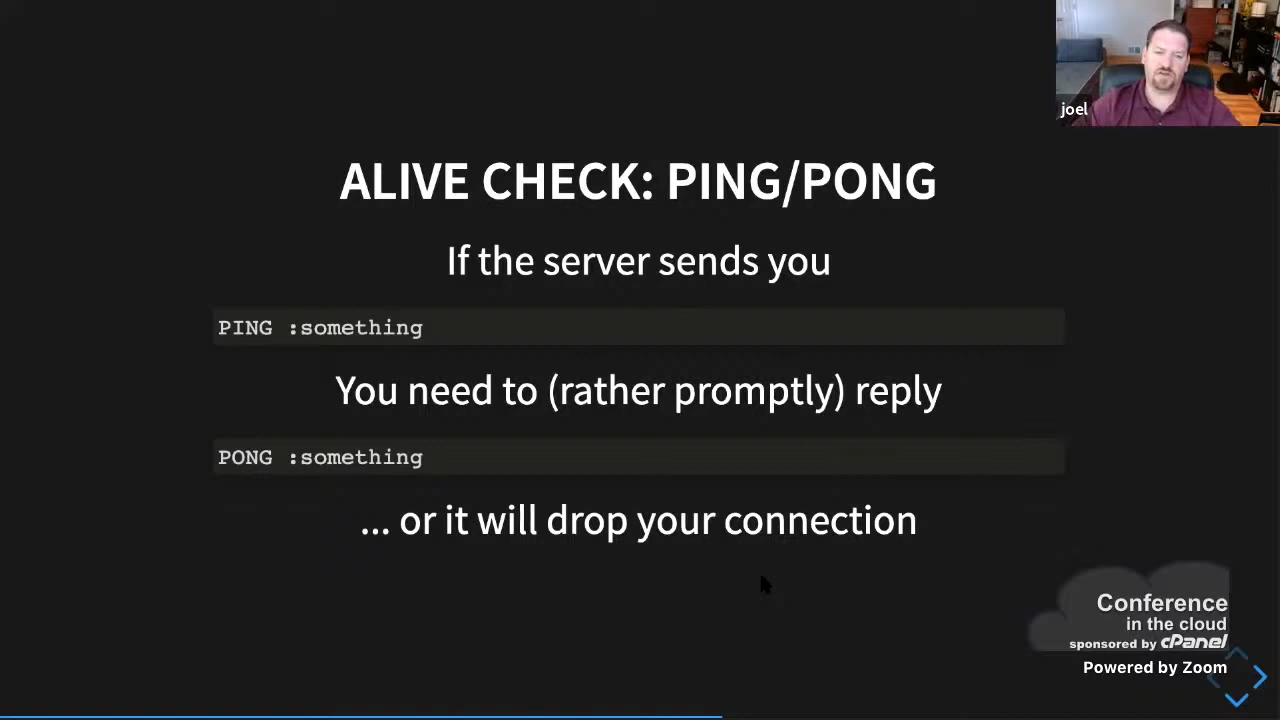 joel
ALIVE CHECK: PING/PONG
If the server sends you
PING :something
You need to (rather promptly) reply
PONG :something
... or it will drop your connection
Conference
in the cloud
sponsored by cPanel
Powered by Zoom